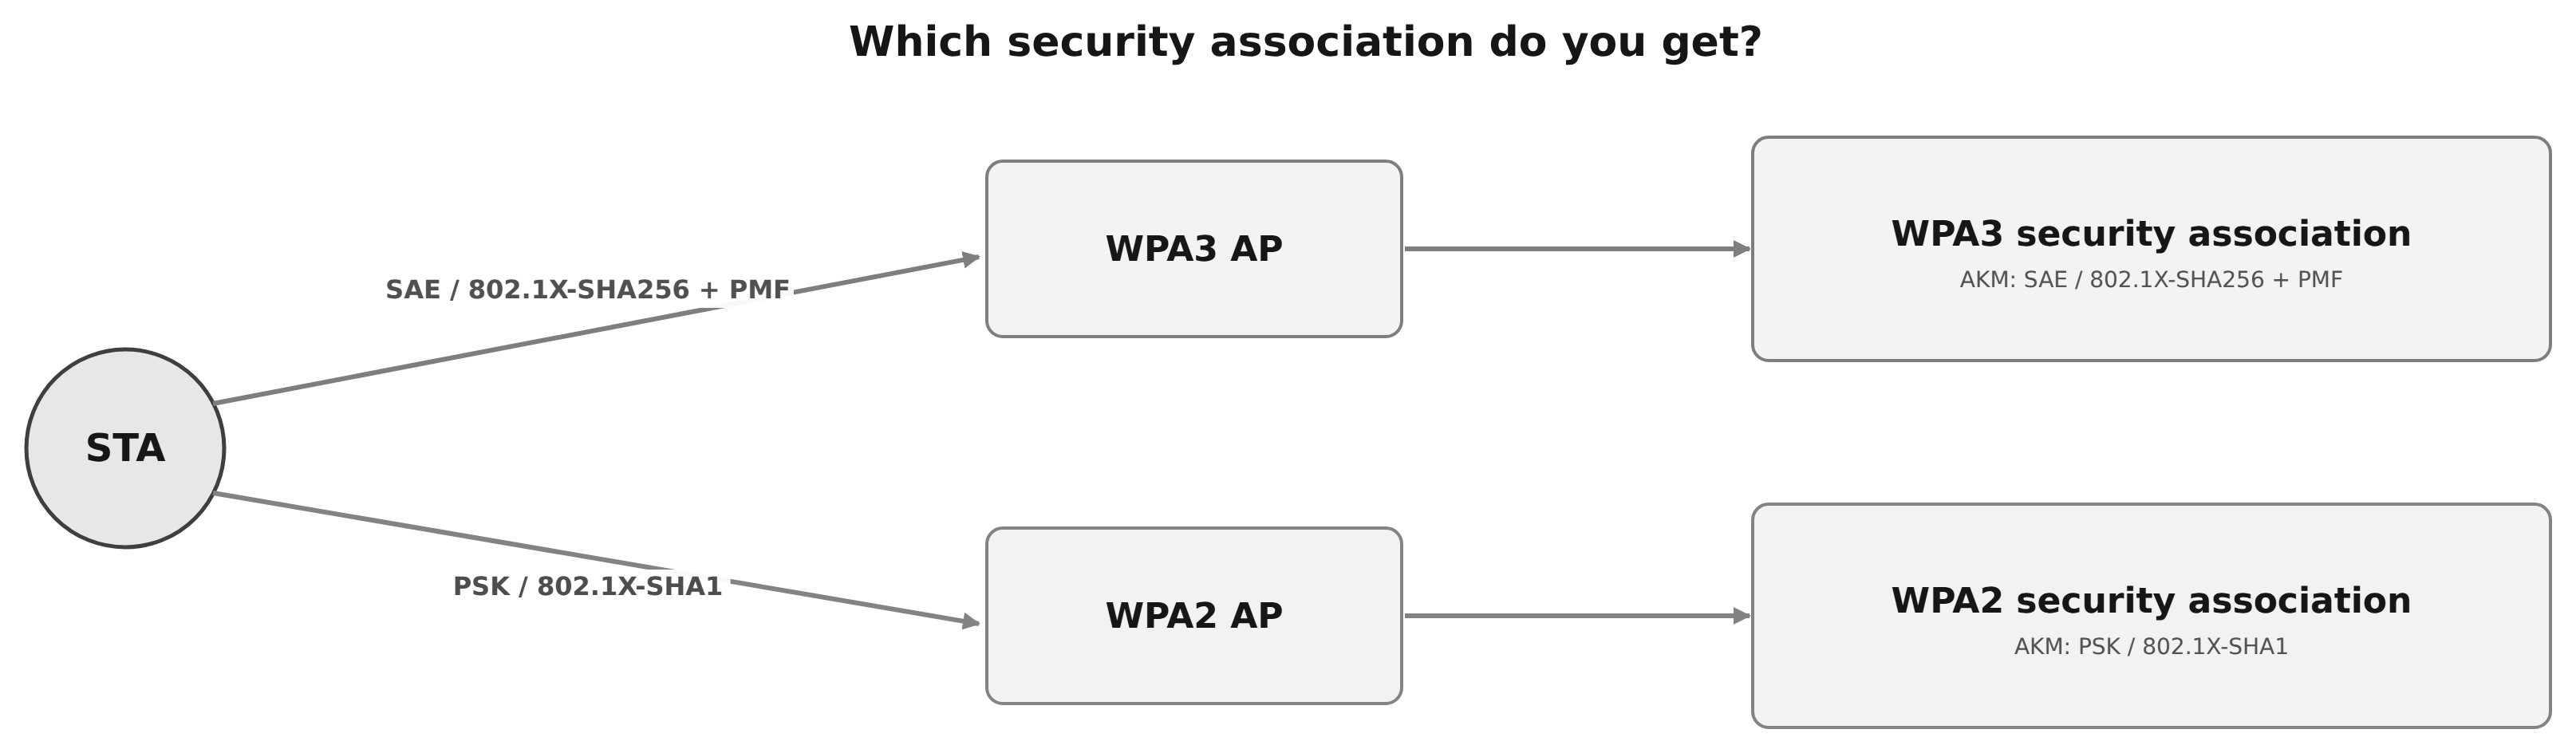 Which security association do you get?
SAE / 802.1X-SHA256 + PMF
WPA3 AP
WPA3 security association
AKM: SAE / 802.1X-SHA256 + PMF
STA
PSK / 802.1X-SHA1
WPA2 AP
WPA2 security association
AKM: PSK / 802.1X-SHA1